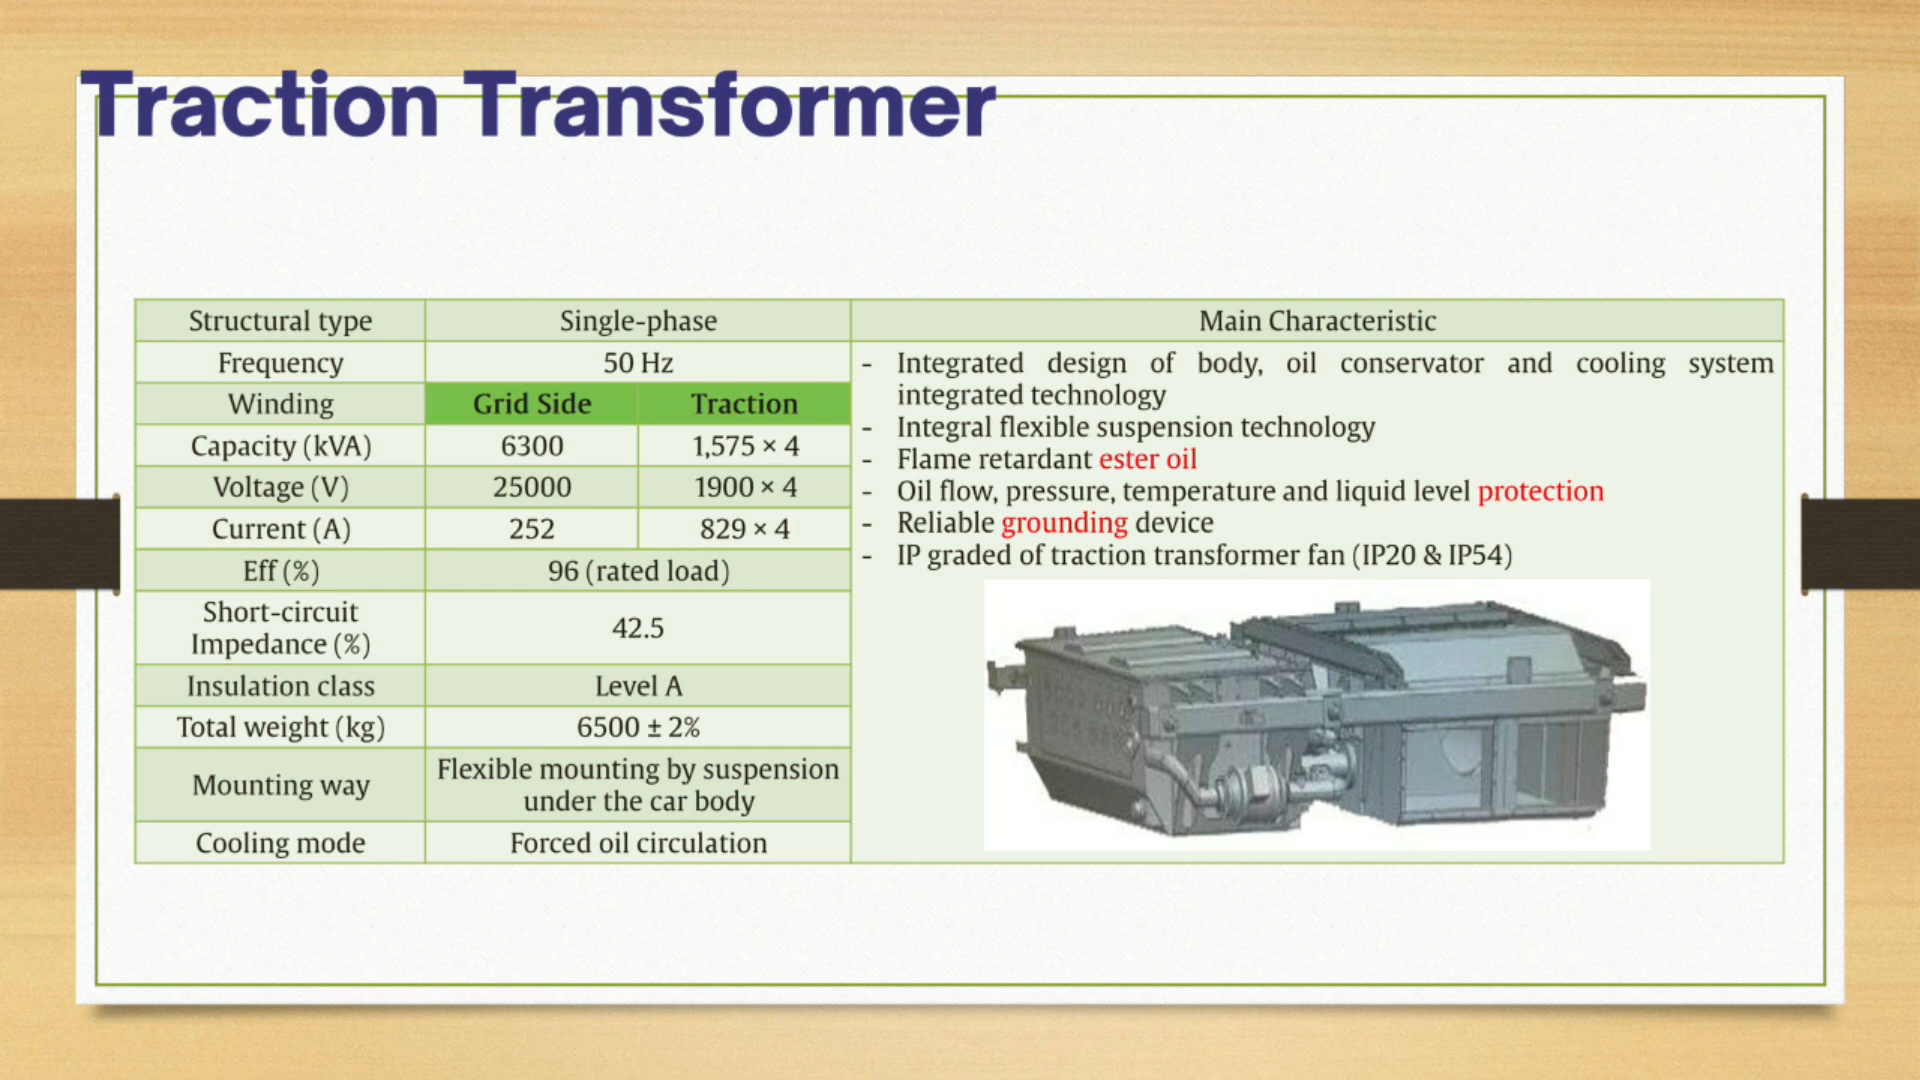 Traction Transformer
Structural type Single-phase Main Characteristic
Frequency 50 Hz
Winding Grid Side Traction
Capacity (kVA) 6300 1,575 × 4
Voltage (V) 25000 1900 × 4
Current (A) 252 829 × 4
Eff (%) 96 (rated load)
Short-circuit
Impedance (%) 42.5
Insulation class Level A
Total weight (kg) 6500 ± 2%
Mounting way Flexible mounting by suspension
under the car body
Cooling mode Forced oil circulation
- Integrated design of body, oil conservator and cooling system
integrated technology
- Integral flexible suspension technology
- Flame retardant ester oil
- Oil flow, pressure, temperature and liquid level protection
- Reliable grounding device
- IP graded of traction transformer fan (IP20 & IP54)